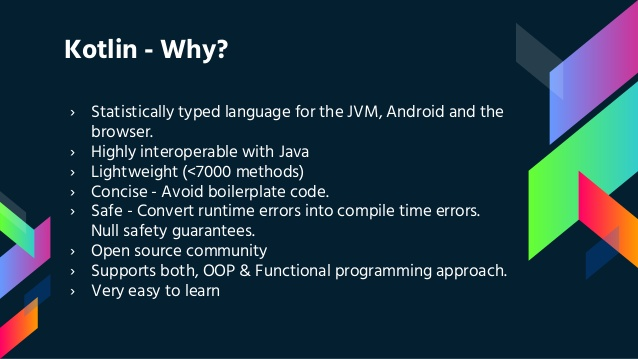 Kotlin - Why?
› Statistically typed language for the JVM, Android and the
browser.
› Highly interoperable with Java
› Lightweight (<7000 methods)
› Concise - Avoid boilerplate code.
› Safe - Convert runtime errors into compile time errors.
Null safety guarantees.
› Open source community
› Supports both, OOP & Functional programming approach.
› Very easy to learn